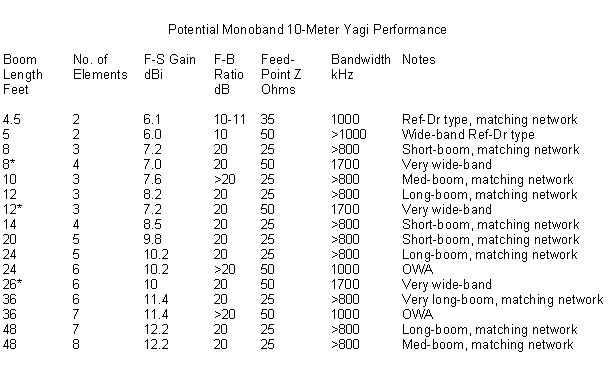 Potential Monoband 10-Meter Yagi Performance
Boom No. of F-S Gain F-B Feed- Bandwidth Notes
Length Elements dBi Ratio Point Z kHz
Feet dB Ohms
4.5 2 6.1 10-11 35 1000 Ref-Dr type, matching network
5 2 6.0 10 50 >1000 Wide-band Ref-Dr type
8 3 7.2 20 25 >800 Short-boom, matching network
8* 4 7.0 20 50 1700 Very wide-band
10 3 7.6 >20 25 >800 Med-boom, matching network
12 3 8.2 20 25 >800 Long-boom, matching network
12* 3 7.2 20 50 1700 Very wide-band
14 4 8.5 20 25 >800 Short-boom, matching network
20 5 9.8 20 25 >800 Short-boom, matching network
24 5 10.2 20 25 >800 Long-boom, matching network
24 6 10.2 >20 50 1000 OWA
26* 6 10 20 50 1700 Very wide-band
36 6 11.4 20 25 >800 Very long-boom, matching network
36 7 11.4 >20 50 1000 OWA
48 7 12.2 20 25 >800 Long-boom, matching network
48 8 12.2 20 25 >800 Med-boom, matching network